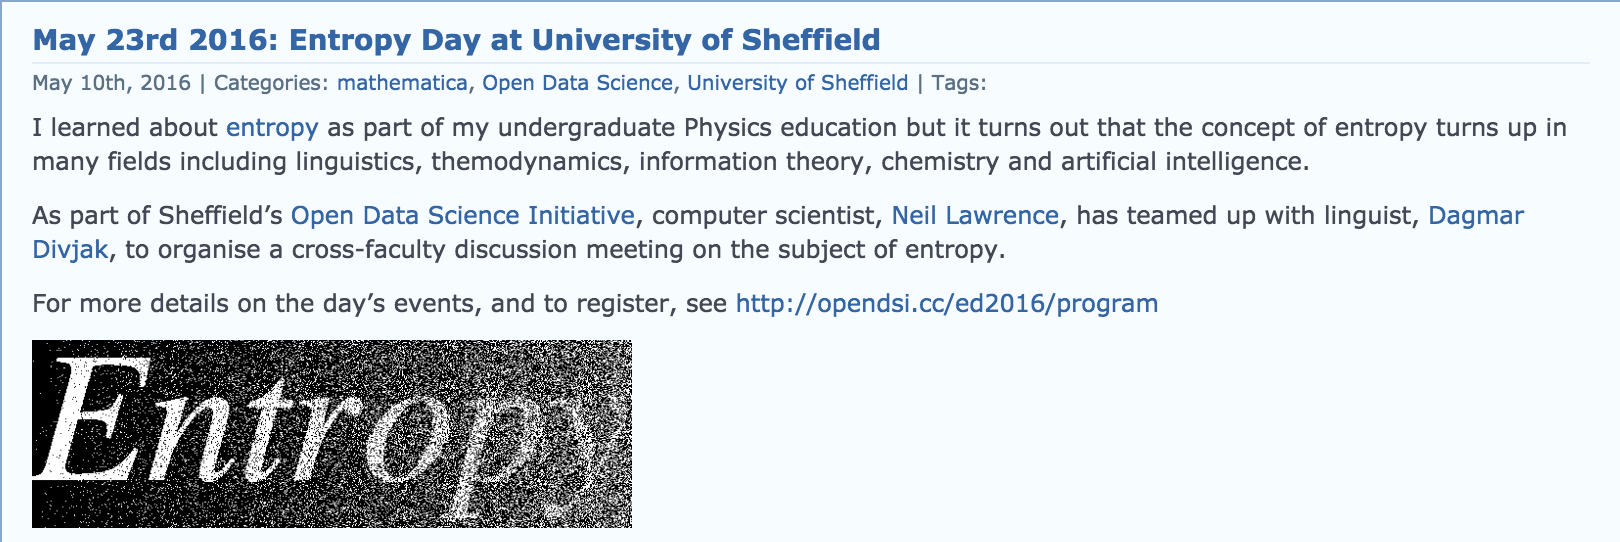 May 23rd 2016: Entropy Day at University of Sheffield
May 10th, 2016 | Categories: mathematica, Open Data Science, University of Sheffield | Tags:
I learned about entropy as part of my undergraduate Physics education but it turns out that the concept of entropy turns up in
many fields including linguistics, themodynamics, information theory, chemistry and artificial intelligence.
As part of Sheffield’s Open Data Science Initiative, computer scientist, Neil Lawrence, has teamed up with linguist, Dagmar
Divjak, to organise a cross-faculty discussion meeting on the subject of entropy.
For more details on the day’s events, and to register, see http://opendsi.cc/ed2016/program
Entropy